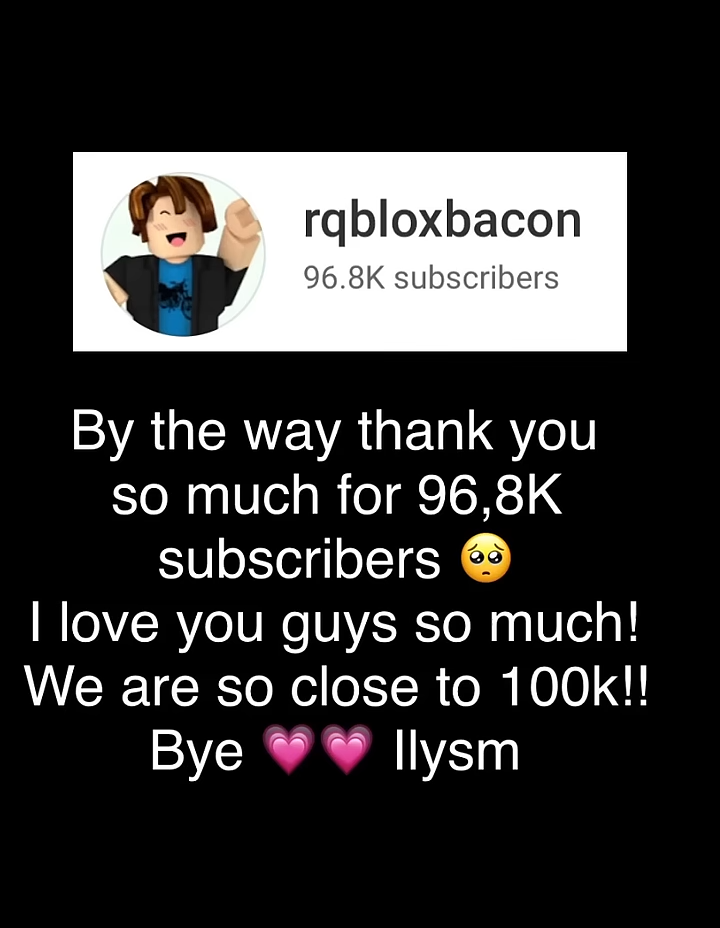 rqbloxbacon
96.8K subscribers
By the way thank you
so much for 96,8K
subscribers 🥺
I love you guys so much!
We are so close to 100k!!
Bye 💗💗 Ilysm